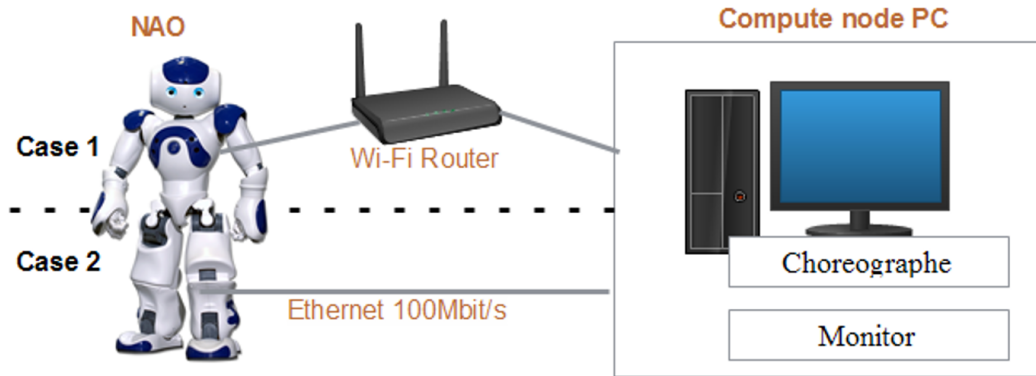 NAO
Compute node PC
Case 1
Wi-Fi Router
Case 2
Choreographe
Ethernet 100Mbit/s
Monitor